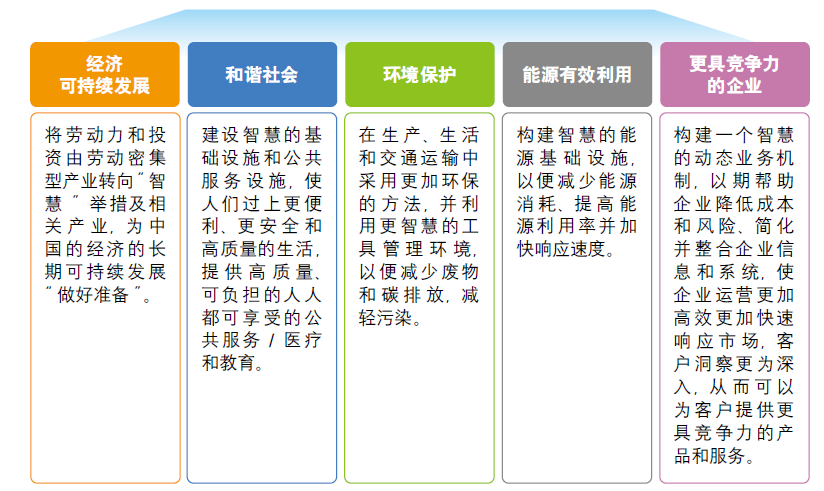 经济
可持续发展
和谐社会
环境保护
能源有效利用
更具竞争力
的企业
将劳动力和投
资由劳动密集
型产业转向“智
慧”举措及相
关产业,为中
国的经济的长
期可持续发展
“做好准备”。
建设智慧的基
础设施和公共
服务设施,使
人们过上更便
利、更安全和
高质量的生活,
提供高质量、
可负担的人人
都可享受的公
共服务/医疗
和教育。
在生产、生活
和交通运输中
采用更加环保
的方法,并利
用更智慧的工
具管理环境,
以便减少废物
和碳排放,减
轻污染。
构建智慧的能
源基础设施,
以便减少能源
消耗、提高能
源利用率并加
快响应速度。
构建一个智慧
的动态业务机
制,以期帮助
企业降低成本
和风险、简化
并整合企业信
息和系统,使
企业运营更加
高效更加快速
响应市场,客
户洞察更为深
入,从而可以
为客户提供更
具竞争力的产
品和服务。